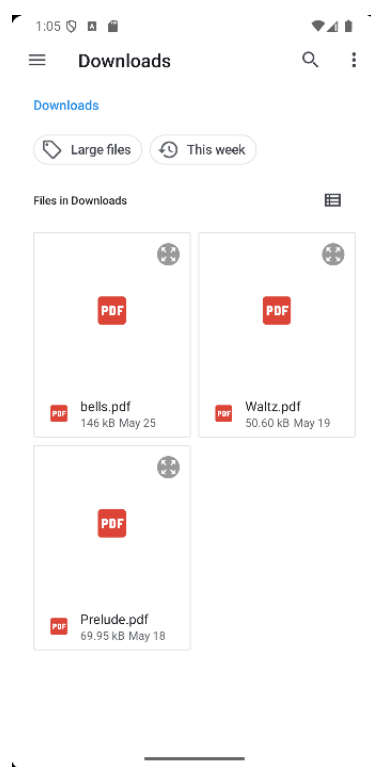 1:05
Downloads
Downloads
Large files
This week
Files in Downloads
PDF
PDF
PDF
bells.pdf
146 kB May 25
PDF
Waltz.pdf
50.60 kB May 19
PDF
PDF
Prelude.pdf
69.95 kB May 18